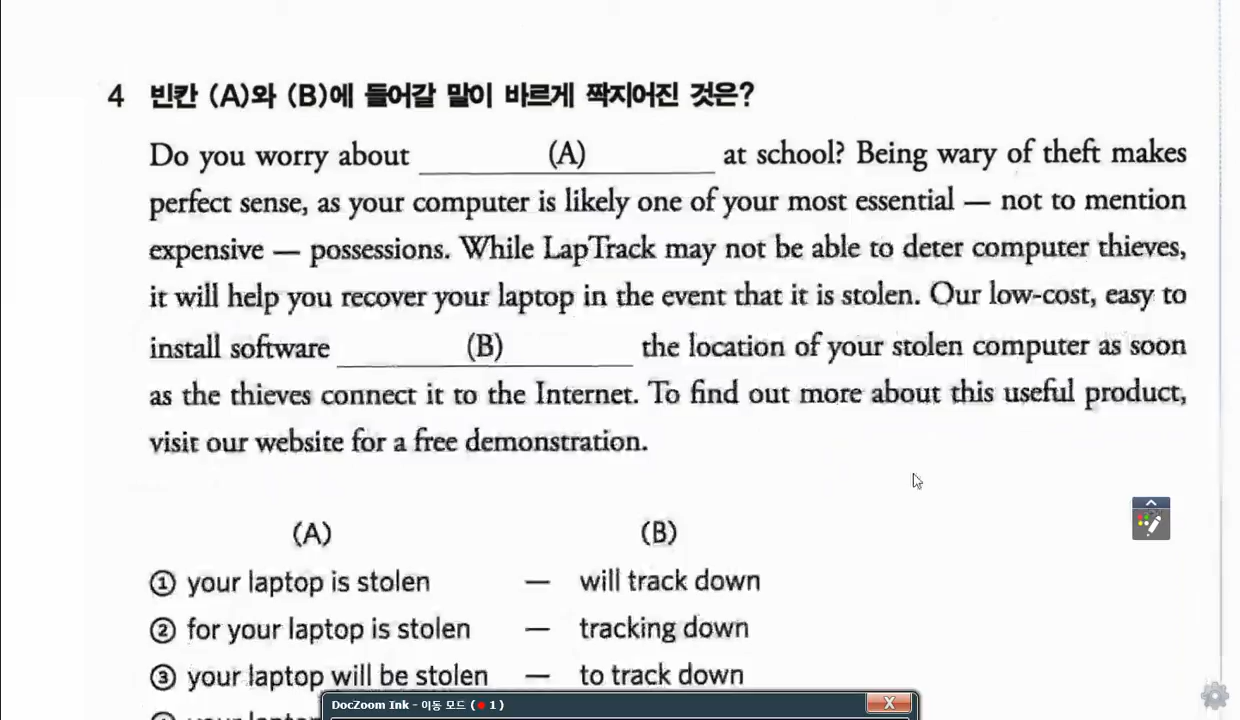 4 빈칸 (A)와 (B)에 들어갈 말이 바르게 짝지어진 것은?
Do you worry about (A) at school? Being wary of theft makes
perfect sense, as your computer is likely one of your most essential — not to mention
expensive — possessions. While LapTrack may not be able to deter computer thieves,
it will help you recover your laptop in the event that it is stolen. Our low-cost, easy to
install software (B) the location of your stolen computer as soon
as the thieves connect it to the Internet. To find out more about this useful product,
visit our website for a free demonstration.
(A) (B)
① your laptop is stolen — will track down
② for your laptop is stolen — tracking down
③ your laptop will be stolen — to track down
DocZoom Ink - 이동 모드 ( 1 )